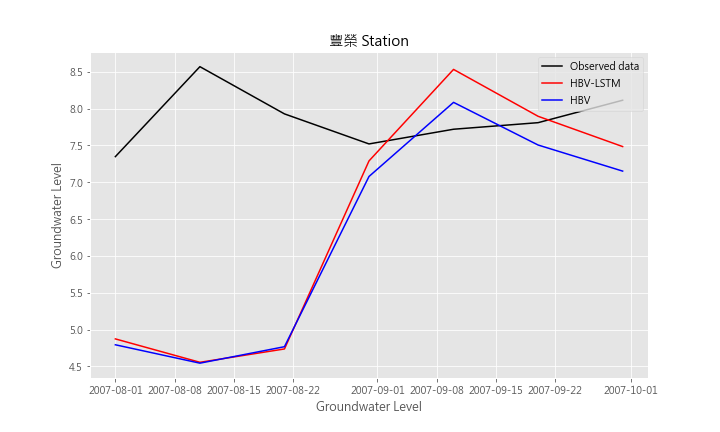 豐榮 Station
Observed data
HBV-LSTM
HBV
Groundwater Level
8.5
8.0
7.5
7.0
6.5
6.0
5.5
5.0
4.5
2007-08-01 2007-08-08 2007-08-15 2007-08-22 2007-09-01 2007-09-08 2007-09-15 2007-09-22 2007-10-01
Groundwater Level